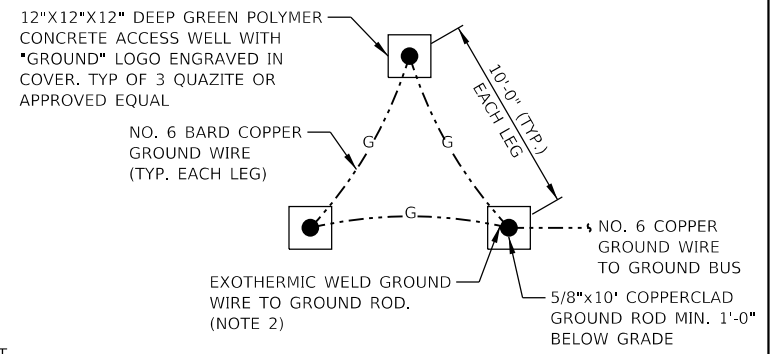 12"X12"X12" DEEP GREEN POLYMER
CONCRETE ACCESS WELL WITH
"GROUND" LOGO ENGRAVED IN
COVER. TYP OF 3 QUAZITE OR
APPROVED EQUAL
10'-0" (TYP.)
EACH LEG
NO. 6 BARD COPPER
GROUND WIRE
(TYP. EACH LEG)
G
G
G
NO. 6 COPPER
GROUND WIRE
TO GROUND BUS
EXOTHERMIC WELD GROUND
WIRE TO GROUND ROD.
(NOTE 2)
5/8"x10' COPPERCLAD
GROUND ROD MIN. 1'-0"
BELOW GRADE
T